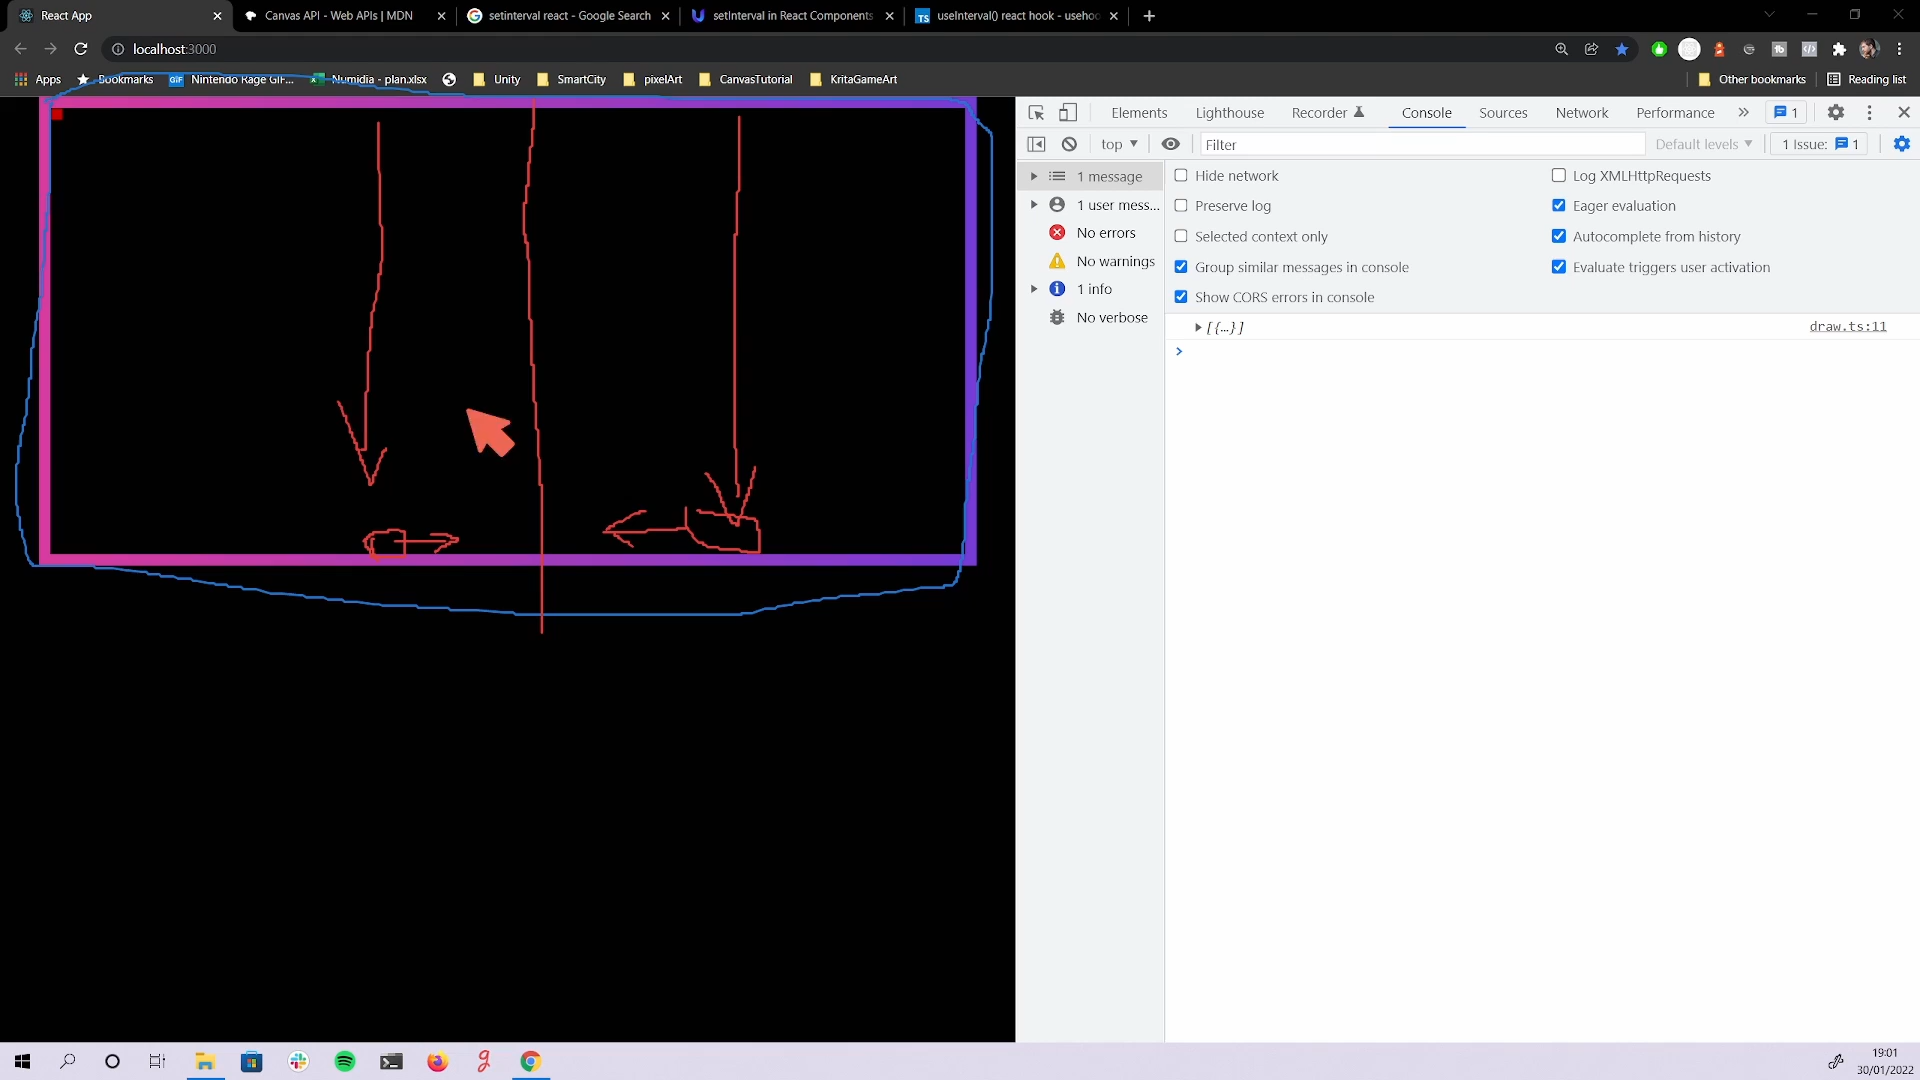 React App
Canvas API - Web APIs | MDN
setinterval react - Google Search
setInterval in React Components
TS
useInterval() react hook - usehoo
localhost:3000
Apps
Bookmarks
GIF
Nintendo Rage GIF...
Numidia - plan.xlsx
Unity
SmartCity
pixelArt
CanvasTutorial
KritaGameArt
Other bookmarks
Reading list
Elements
Lighthouse
Recorder
Console
Sources
Network
Performance
»
1
top
Filter
Default levels
1 Issue:
1
1 message
1 user mess...
No errors
No warnings
1 info
No verbose
Hide network
Preserve log
Selected context only
Group similar messages in console
Show CORS errors in console
Log XMLHttpRequests
Eager evaluation
Autocomplete from history
Evaluate triggers user activation
[{…}]
draw.ts:11
>
19:01
30/01/2022